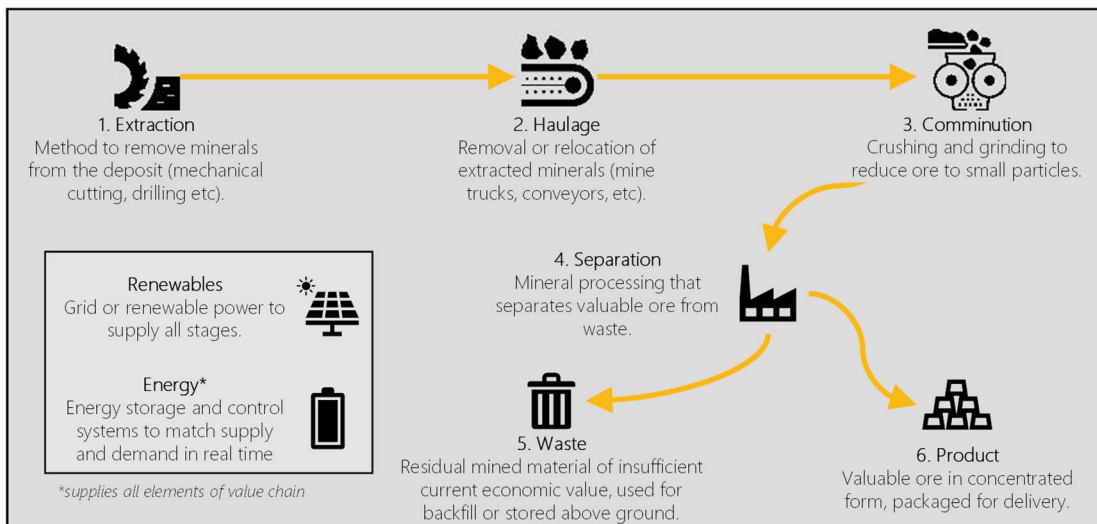 1. Extraction
Method to remove minerals
from the deposit (mechanical
cutting, drilling etc).
2. Haulage
Removal or relocation of
extracted minerals (mine
trucks, conveyors, etc).
3. Comminution
Crushing and grinding to
reduce ore to small particles.
4. Separation
Mineral processing that
separates valuable ore from
waste.
Renewables
Grid or renewable power to
supply all stages.
Energy*
Energy storage and control
systems to match supply
and demand in real time
*supplies all elements of value chain
5. Waste
Residual mined material of insufficient
current economic value, used for
backfill or stored above ground.
6. Product
Valuable ore in concentrated
form, packaged for delivery.